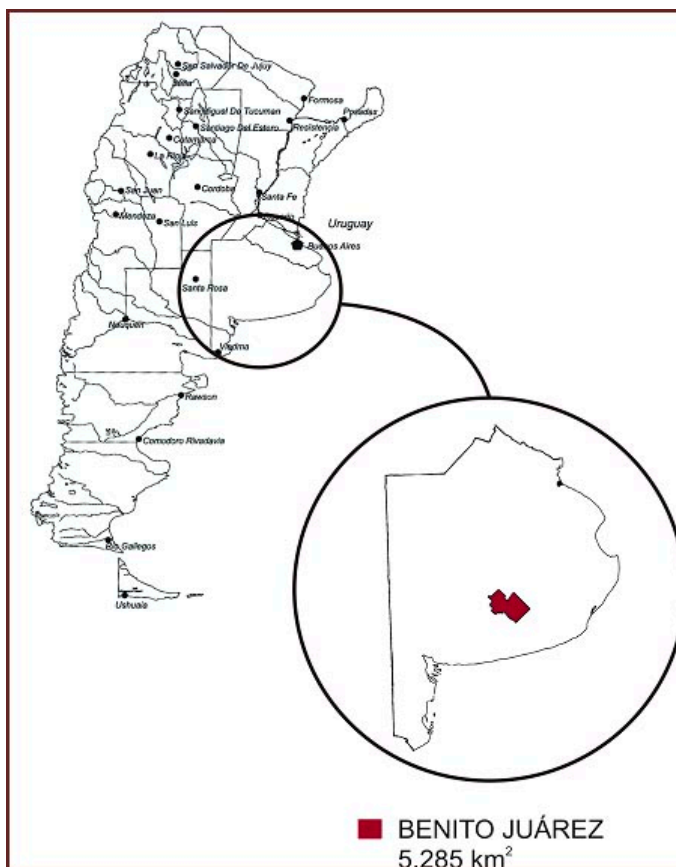 San Salvador De Jujuy
Salta
San Miguel De Tucuman
Formosa
Posadas
Santiago Del Estero
Resistencia
Catamarca
La Rioja
San Juan
Cordoba
Santa Fe
Mendoza
San Luis
Uruguay
Buenos Aires
Santa Rosa
Neuquen
Viedma
Rawson
Comodoro Rivadavia
Rio Gallegos
Ushuaia
BENITO JUÁREZ
5.285 km²